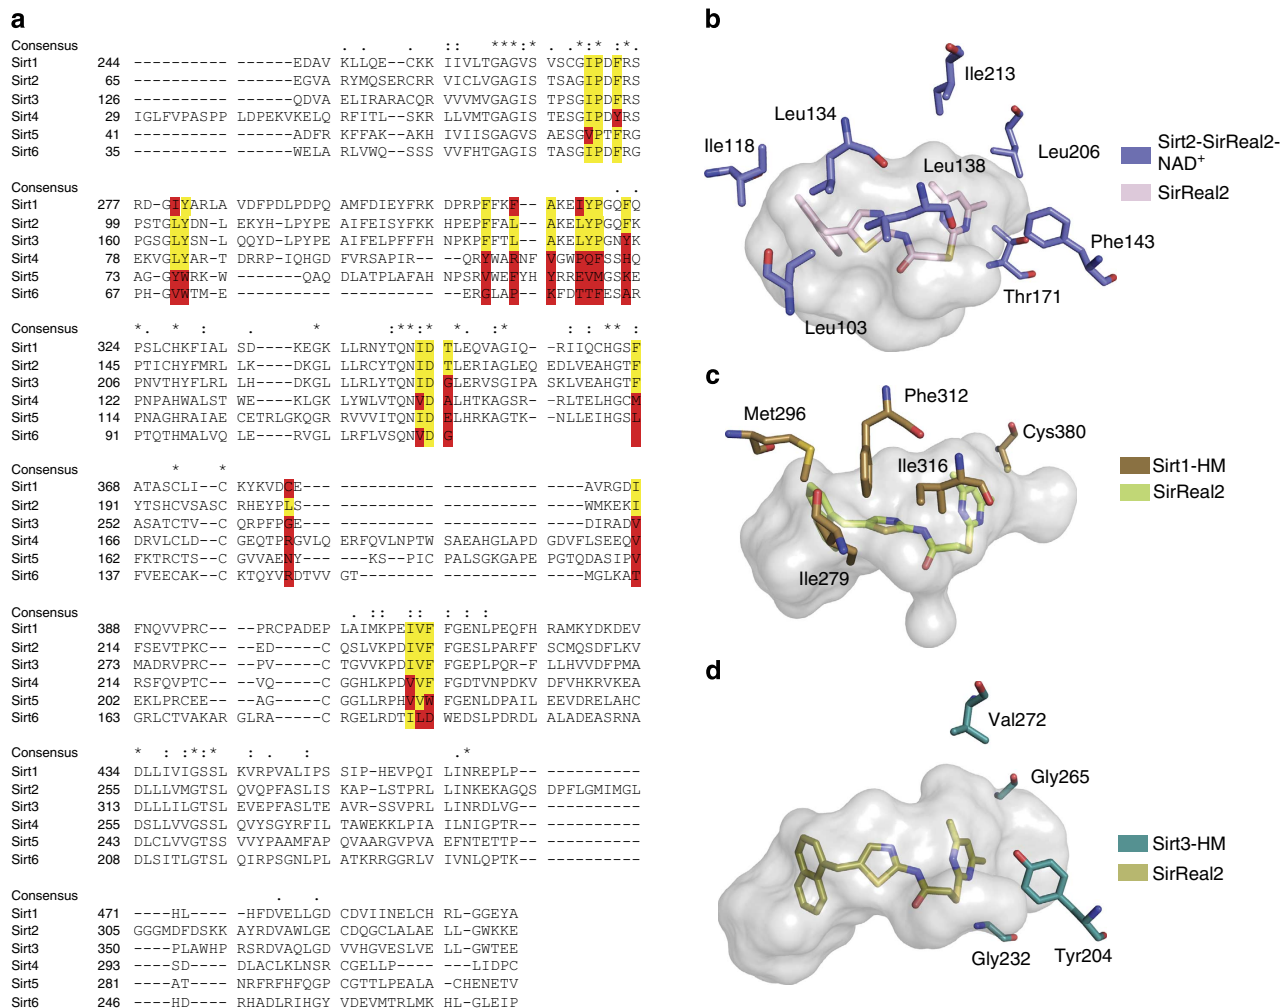 a
Consensus . . . :: ***:* . .*:* :*.
Sirt1 244 ---------- ------EDAV KLLQE--CKK IIVLTGAGVS VSCGIPDFRS
Sirt2 65 ---------- ------EGVA RYMQSERCRR VICLVGAGIS TSAGIPDFRS
Sirt3 126 ---------- ------QDVA ELIRARACQR VVVMVGAGIS TPSGIPDFRS
Sirt4 29 IGLFVPASPP LDPEKVKELQ RFITL--SKR LLVMTGAGIS TESGIPDYRS
Sirt5 41 ---------- ------ADFR KFFAK--AKH IVIISGAGVS AESGVPTFRG
Sirt6 35 ---------- ------WELA RLVWQ--SSS VVFHTGAGIS TASGIPDFRG
Consensus . .
Sirt1 277 RD-GIYARLA VDFPDLPDPQ AMFDIEYFRK DPRPFFKF-- AKEIYPGQFQ
Sirt2 99 PSTGLYDN-L EKYH-LPYPE AIFEISYFKK HPEPFFAL-- AKELYPGQFK
Sirt3 160 PGSGLYSN-L QQYD-LPYPE AIFELPFFFH NPKPFFTL-- AKELYPGNYK
Sirt4 78 EKVGLYAR-T DRRP-IQHGD FVRSAPIR-- QRYWARNF VGWPQFSSHQ
Sirt5 73 AG-GYWRK-W -----QAQD LATPLAFAHN PSRVWEFYH YRREVMGSKE
Sirt6 67 PH-GVWTM-E ---------- ---------- --ERGLAP-- KFDTTFESAR
Consensus *. * : . * :**:* *. :* : : ** :
Sirt1 324 PSLCHKFIAL SD----KEGK LLRNYTQNID TLEQVAGIQ- -RIIQCHGSF
Sirt2 145 PTICHYFMRL LK----DKGL LLRCYTQNID TLERIAGLEQ EDLVEAHGTF
Sirt3 206 PNVTHYFLRL LH----DKGL LLRLYTQNID GLERVSGIPA SKLVEAHGTF
Sirt4 122 PNPAHWALST WE----KLGK LYWLVTQNVD ALHTKAGSR- -RLTELHGCM
Sirt5 114 PNAGHRAIAE CETRLGKQGR RVVVITQNID ELHRKAGTK- -NLLEIHGSL
Sirt6 91 PTQTHMALVQ LE----RVGL LRFLVSQNVD G
Consensus * *
Sirt1 368 ATASCLI--C KYKVDCE--- ---------- ---------- ----AVRGDI
Sirt2 191 YTSHCVSASC RHEYPLS--- ---------- ---------- ----WMKEKI
Sirt3 252 ASATCTV--C QRPFPGE--- ---------- ---------- ----DIRADV
Sirt4 166 DRVLCLD--C GEQTPRGVLQ ERFQVLNPTW SAEAHGLAPD GDVFLSEEQV
Sirt5 162 FKTRCTS--C GVVAENY--- ---KS--PIC PALSGKGAPE PGTQDASIPV
Sirt6 137 FVEECAK--C KTQYVRDTVV GT-------- ---------- ----MGLKAT
Consensus . :: :: : : :
Sirt1 388 FNQVVPRC-- --PRCPADEP LAIMKPEIVF FGENLPEQFH RAMKYDKDEV
Sirt2 214 FSEVTPKC-- --ED-----C QSLVKPDIVF FGESLPARFF SCMQSDFLKV
Sirt3 273 MADRVPRC-- --PV-----C TGVVKPDIVF FGEPLPQR-F LLHVVDFPMA
Sirt4 214 RSFQVPTC-- --VQ-----C GGHLKPDVVF FGDTVNPDKV DFVHKRVKEA
Sirt5 202 EKLPRCEE-- --AG-----C GGLLRPHVVW FGENLDPAIL EEVDRELAHC
Sirt6 163 GRLCTVAKAR GLRA-----C RGELRDTILD WEDSLPDRDL ALADEASRNA
Consensus * : :*:* : . : .*
Sirt1 434 DLLIVIGSSL KVRPVALIPS SIP-HEVPQI LINREPLP-- ----------
Sirt2 255 DLLLVMGTSL QVQPFASLIS KAP-LSTPRL LINKEKAGQS DPFLGMIMGL
Sirt3 313 DLLLILGTSL EVEPFASLTE AVR-SSVPRL LINRDLVG-- ----------
Sirt4 255 DSLLVVGSSL QVYSGYRFIL TAWEKKLPIA ILNIGPTR-- ----------
Sirt5 243 DLCLVVGTSS VVYPAAMFAP QVAARGVPVA EFNTETTP-- ----------
Sirt6 208 DLSITLGTSL QIRPSGNLPL ATKRRGGRLV IVNLQPTK-- ----------
Consensus . .
Sirt1 471 ----HL---- -HFDVELLGD CDVIINELCH RL-GGEYA
Sirt2 305 GGGMDFDSKK AYRDVAWLGE CDQGCLALAE LL-GWKKE
Sirt3 350 ----PLAWHP RSRDVAQLGD VVHGVESLVE LL-GWTEE
Sirt4 293 ----SD---- DLACLKLNSR CGELLP---- --LIDPC
Sirt5 281 ----AT---- NRFRFHFQGP CGTTLPEALA -CHENETV
Sirt6 246 ----HD---- RHADLRIHGY VDEVMTRLMK HL-GLEIP
b
Ile213
Leu134
Ile118
Leu138
Leu206
Phe143
Thr171
Leu103
Sirt2-SirReal2-
NAD+
SirReal2
c
Met296
Phe312
Cys380
Ile316
Ile279
Sirt1-HM
SirReal2
d
Val272
Gly265
Gly232
Tyr204
Sirt3-HM
SirReal2